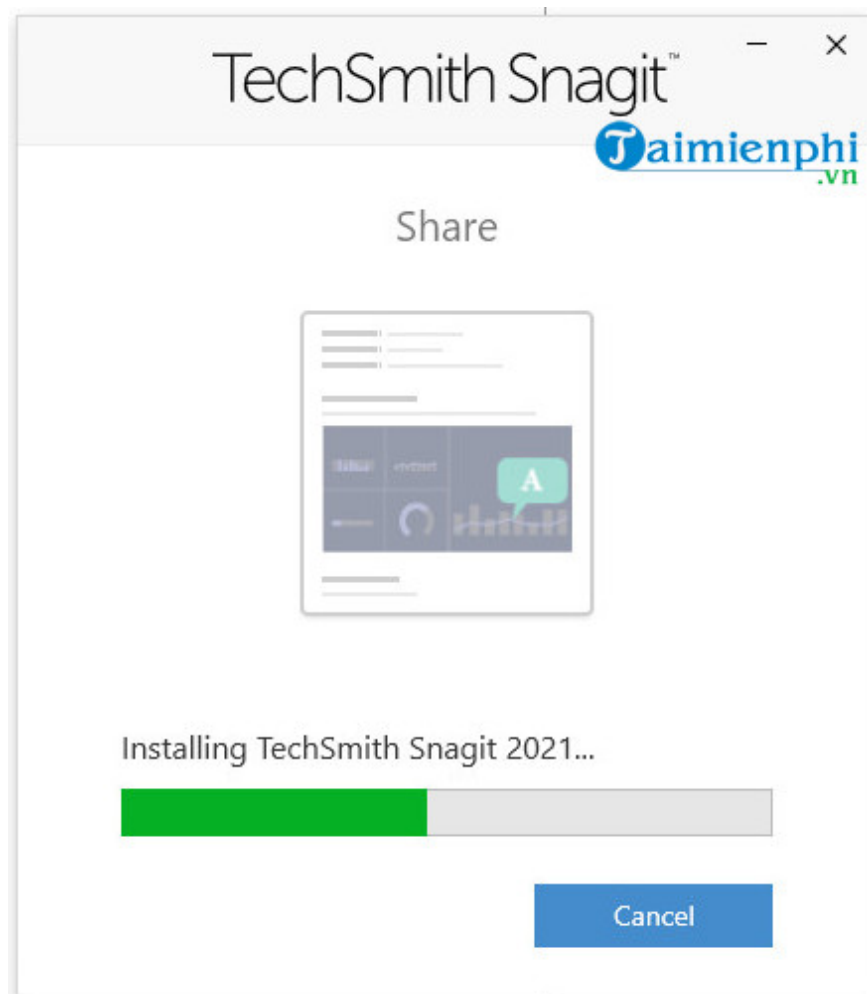 TechSmith Snagit™
Taimienphi
.vn
Share
A
Installing TechSmith Snagit 2021...
Cancel